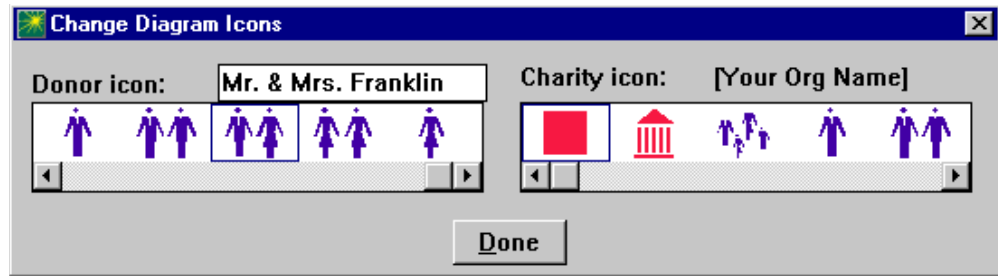 Change Diagram Icons
Donor icon: Mr. & Mrs. Franklin Charity icon: [Your Org Name]
Done